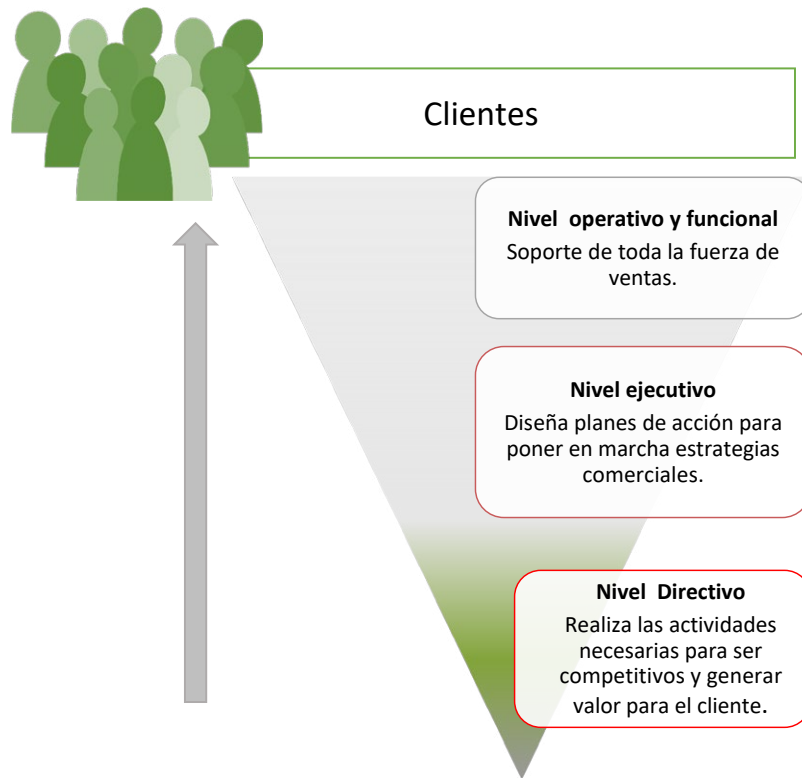 Clientes
Nivel operativo y funcional
Soporte de toda la fuerza de
ventas.
Nivel ejecutivo
Diseña planes de acción para
poner en marcha estrategias
comerciales.
Nivel Directivo
Realiza las actividades
necesarias para ser
competitivos y generar
valor para el cliente.